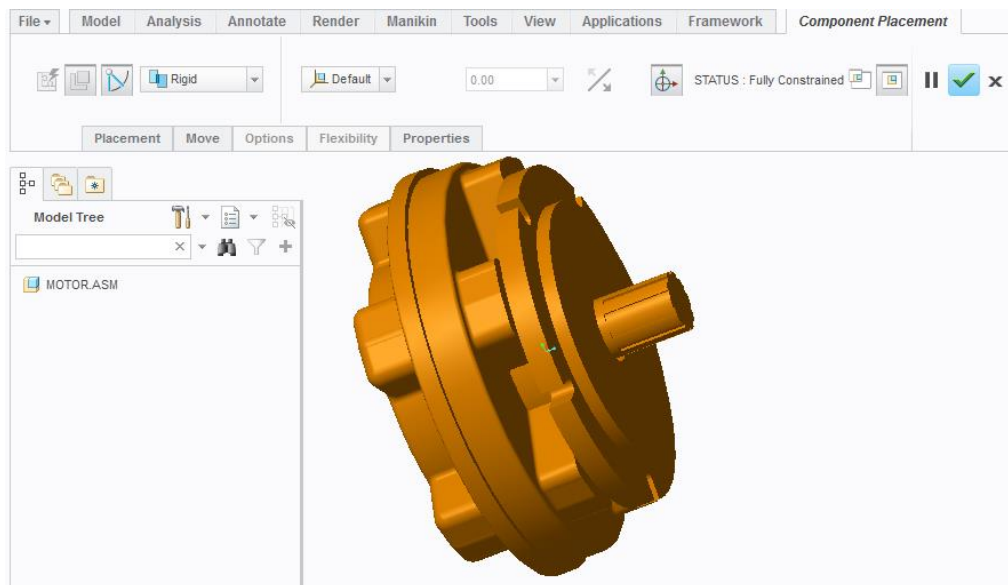 File Model Analysis Annotate Render Manikin Tools View Applications Framework Component Placement
Rigid Default 0.00 STATUS : Fully Constrained
Placement Move Options Flexibility Properties
Model Tree
MOTOR.ASM